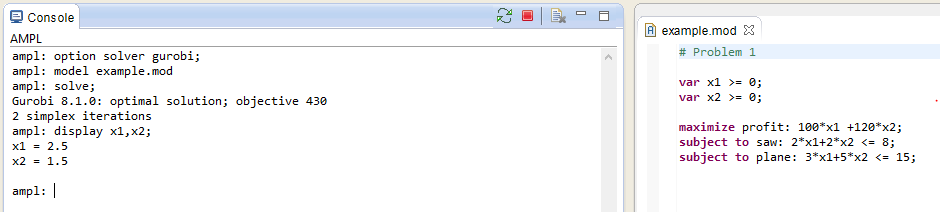 Console
AMPL
ampl: option solver gurobi;
ampl: model example.mod
ampl: solve;
Gurobi 8.1.0: optimal solution; objective 430
2 simplex iterations
ampl: display x1,x2;
x1 = 2.5
x2 = 1.5
ampl:
example.mod
# Problem 1
var x1 >= 0;
var x2 >= 0;
maximize profit: 100*x1 +120*x2;
subject to saw: 2*x1+2*x2 <= 8;
subject to plane: 3*x1+5*x2 <= 15;